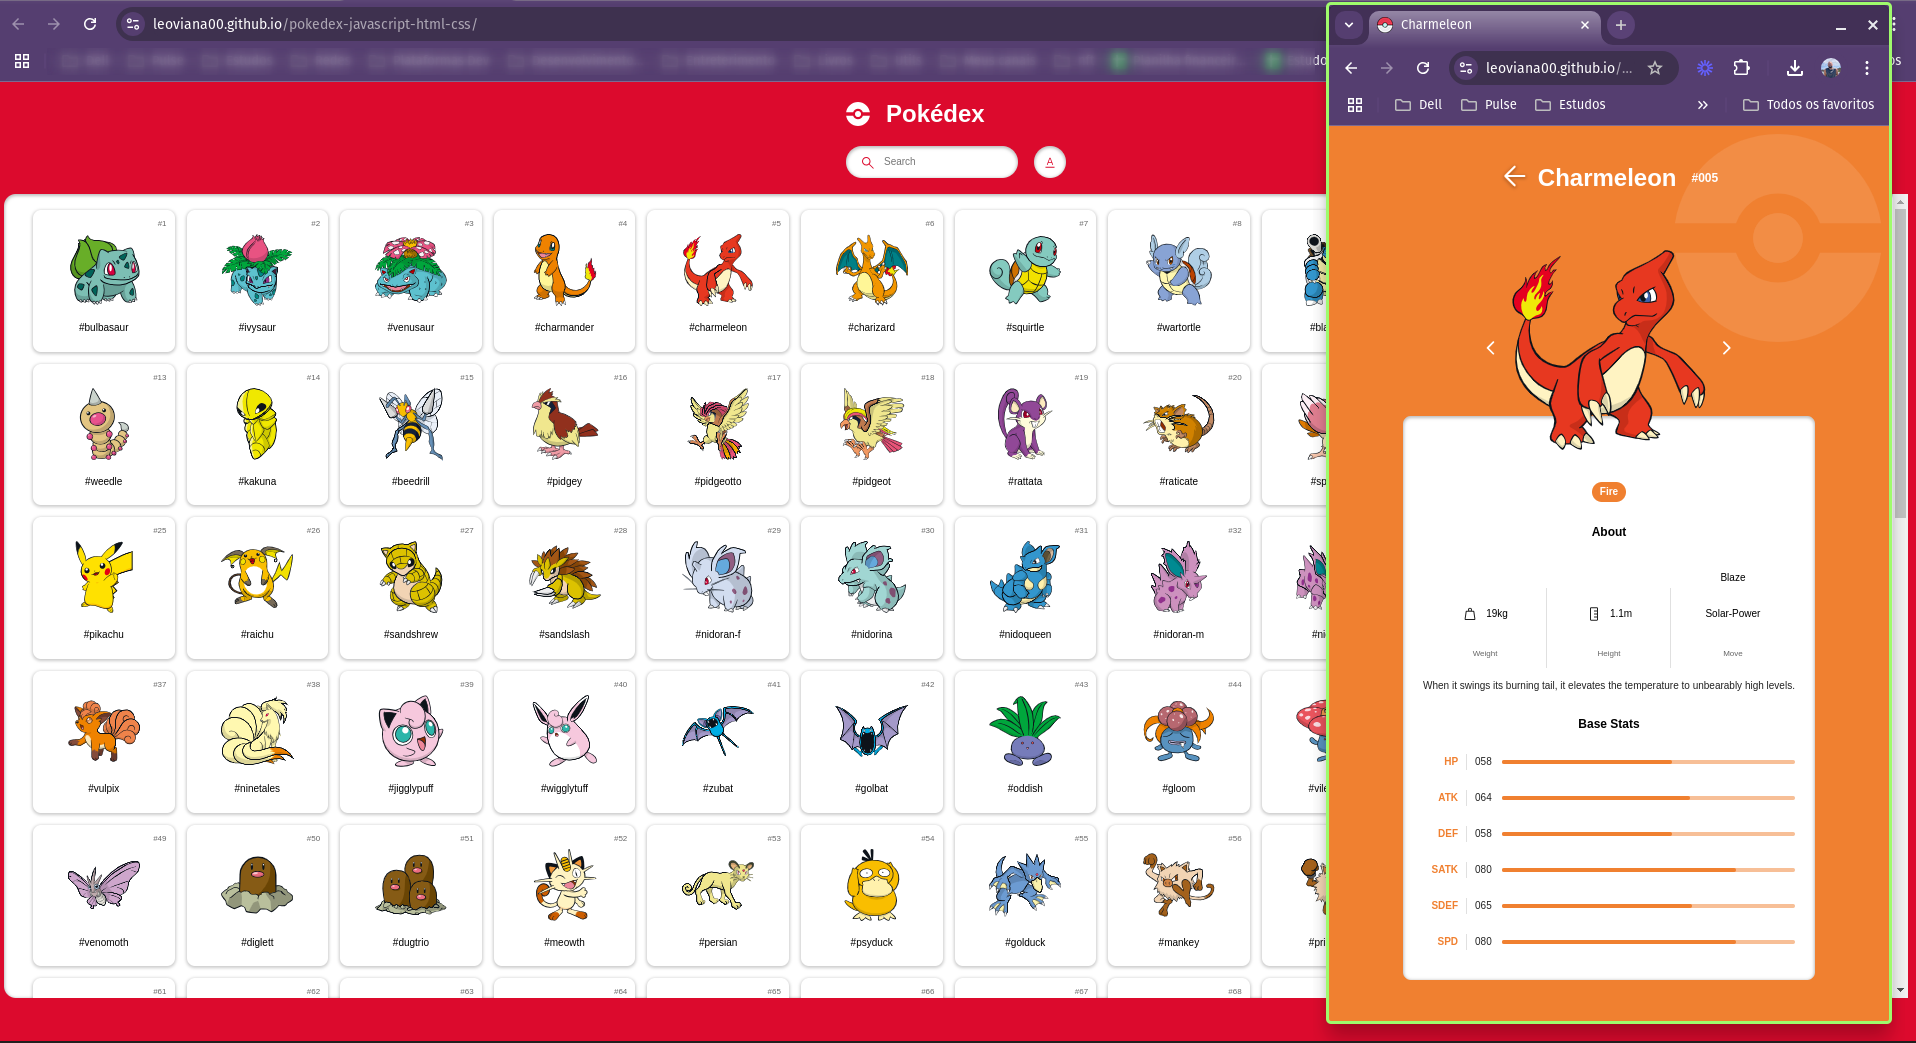 leoviana00.github.io/pokedex-javascript-html-css/
Pokédex
Search
A
#1
#bulbasaur
#2
#ivysaur
#3
#venusaur
#4
#charmander
#5
#charmeleon
#6
#charizard
#7
#squirtle
#8
#wartortle
#13
#weedle
#14
#kakuna
#15
#beedrill
#16
#pidgey
#17
#pidgeotto
#18
#pidgeot
#19
#rattata
#20
#raticate
#25
#pikachu
#26
#raichu
#27
#sandshrew
#28
#sandslash
#29
#nidoran-f
#30
#nidorina
#31
#nidoqueen
#32
#nidoran-m
#37
#vulpix
#38
#ninetales
#39
#jigglypuff
#40
#wigglytuff
#41
#zubat
#42
#golbat
#43
#oddish
#44
#gloom
#49
#venomoth
#50
#diglett
#51
#dugtrio
#52
#meowth
#53
#persian
#54
#psyduck
#55
#golduck
#56
#mankey
#61
#62
#63
#64
#65
#66
#67
#68
Charmeleon
leoviana00.github.io/...
Dell Pulse Estudos » Todos os favoritos
Charmeleon #005
Fire
About
19kg
Weight
1.1m
Height
Blaze
Solar-Power
Move
When it swings its burning tail, it elevates the temperature to unbearably high levels.
Base Stats
HP 058
ATK 064
DEF 058
SATK 080
SDEF 065
SPD 080